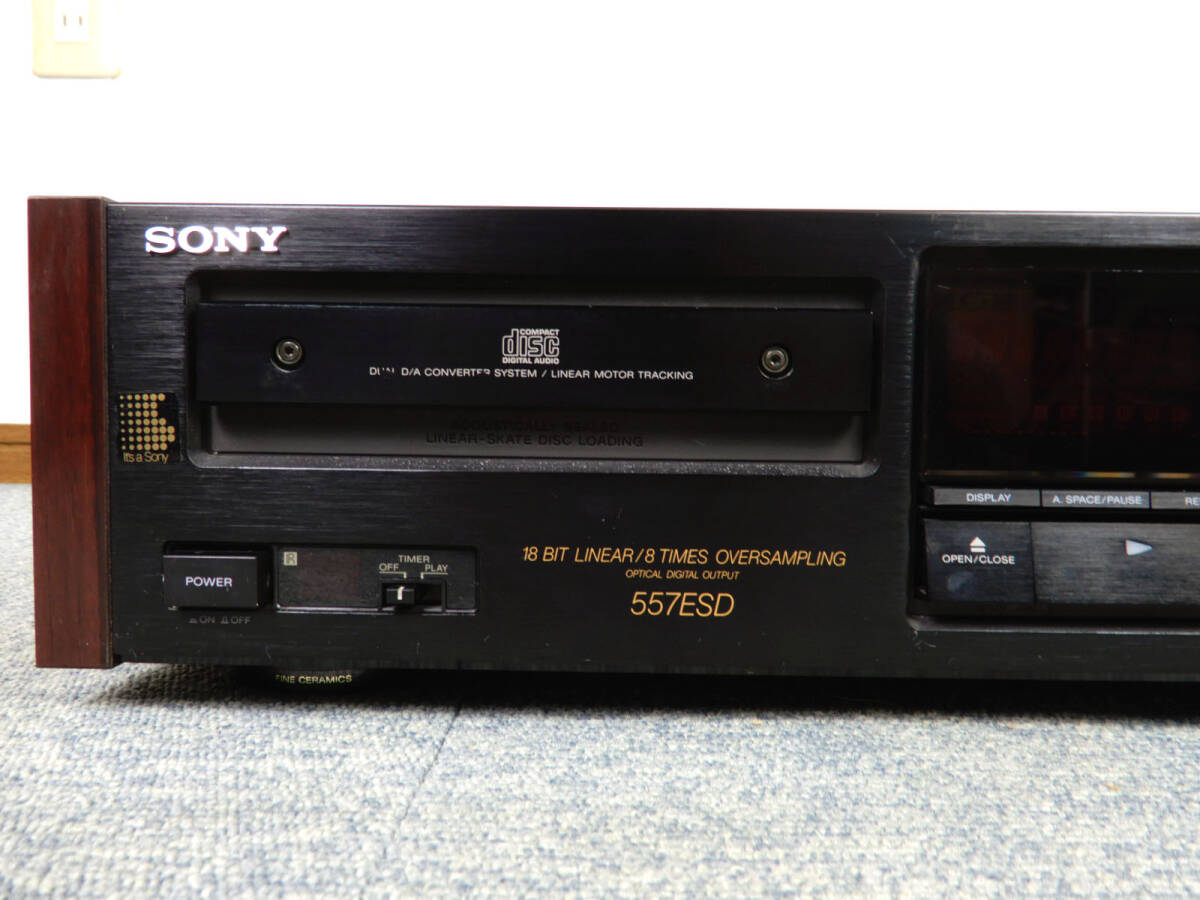 SONY
COMPACT
disc
DIGITAL AUDIO
D/A CONVERTER SYSTEM / LINEAR MOTOR TRACKING
ACOUSTICALLY SEALED
LINEAR-SKATE DISC LOADING
It's a Sony
DISPLAY
A. SPACE/PAUSE
OPEN/CLOSE
POWER
ON OFF
TIMER
OFF PLAY
18 BIT LINEAR/8 TIMES OVERSAMPLING
OPTICAL DIGITAL OUTPUT
557ESD
FINE CERAMICS